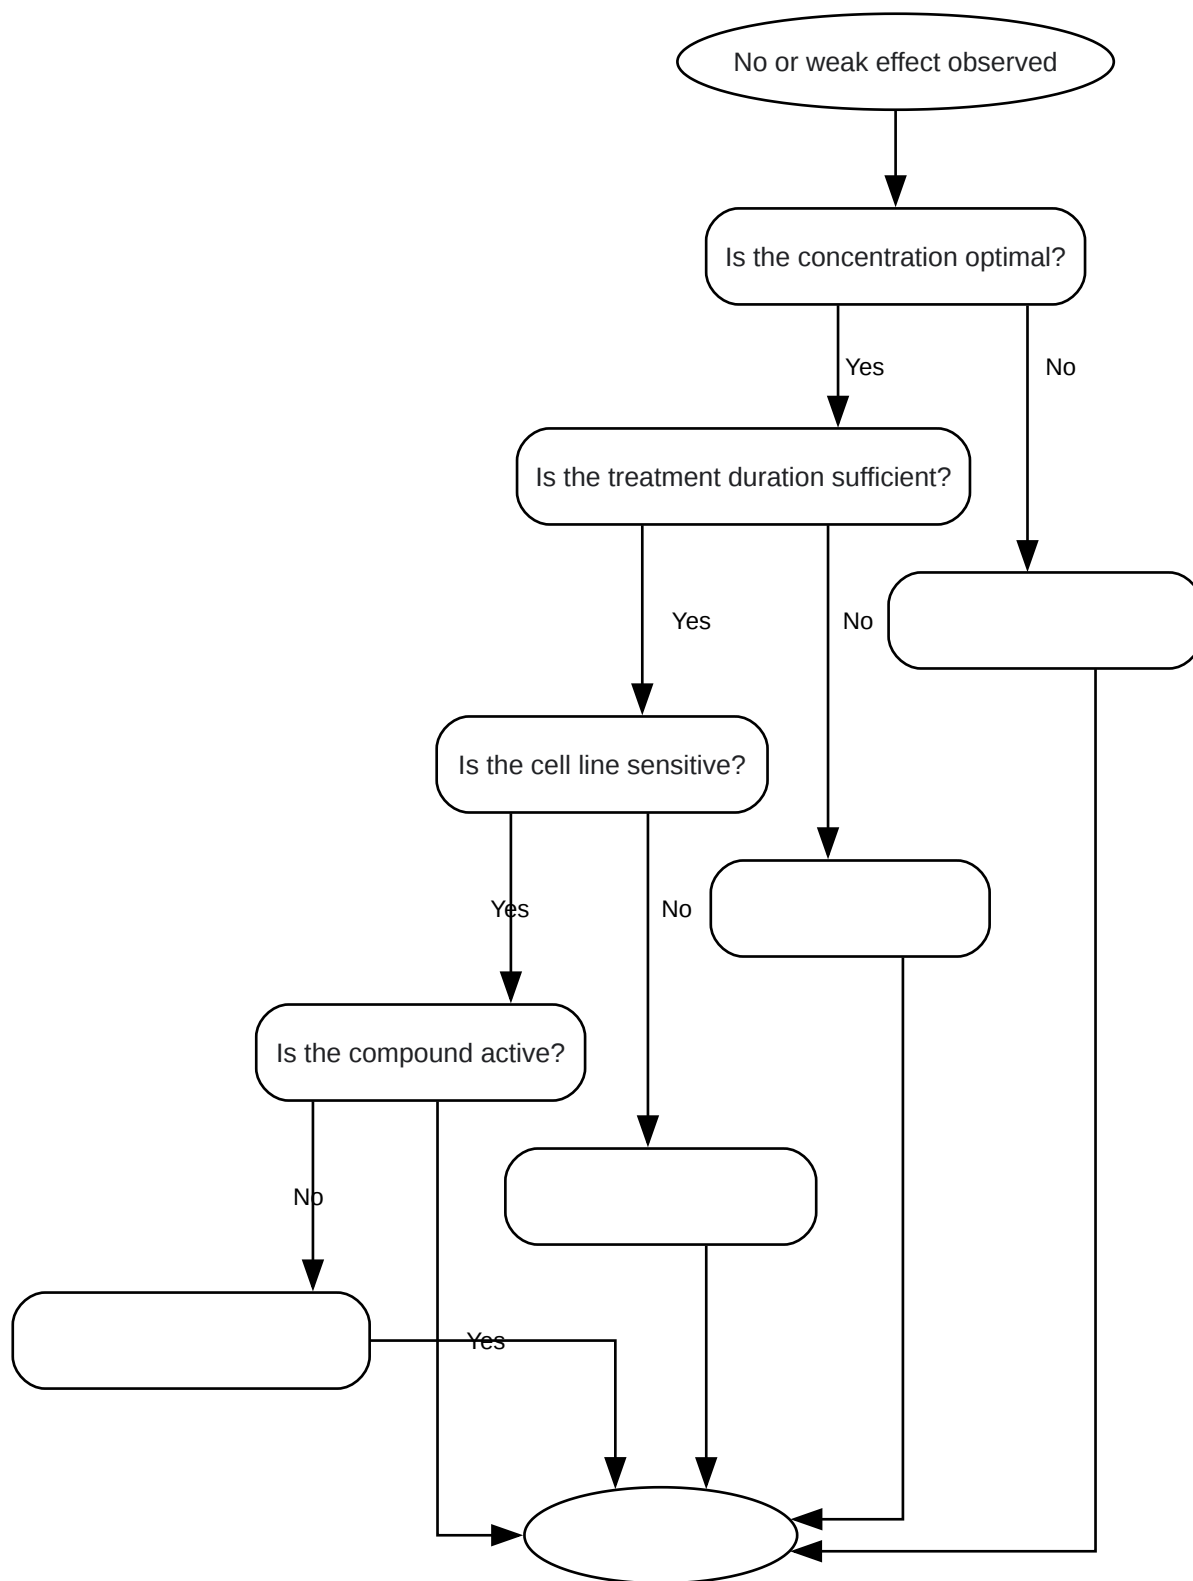 No or weak effect observed
Is the concentration optimal?
Yes
No
Is the treatment duration sufficient?
Yes
No
Is the cell line sensitive?
Yes
No
Is the compound active?
No
Yes